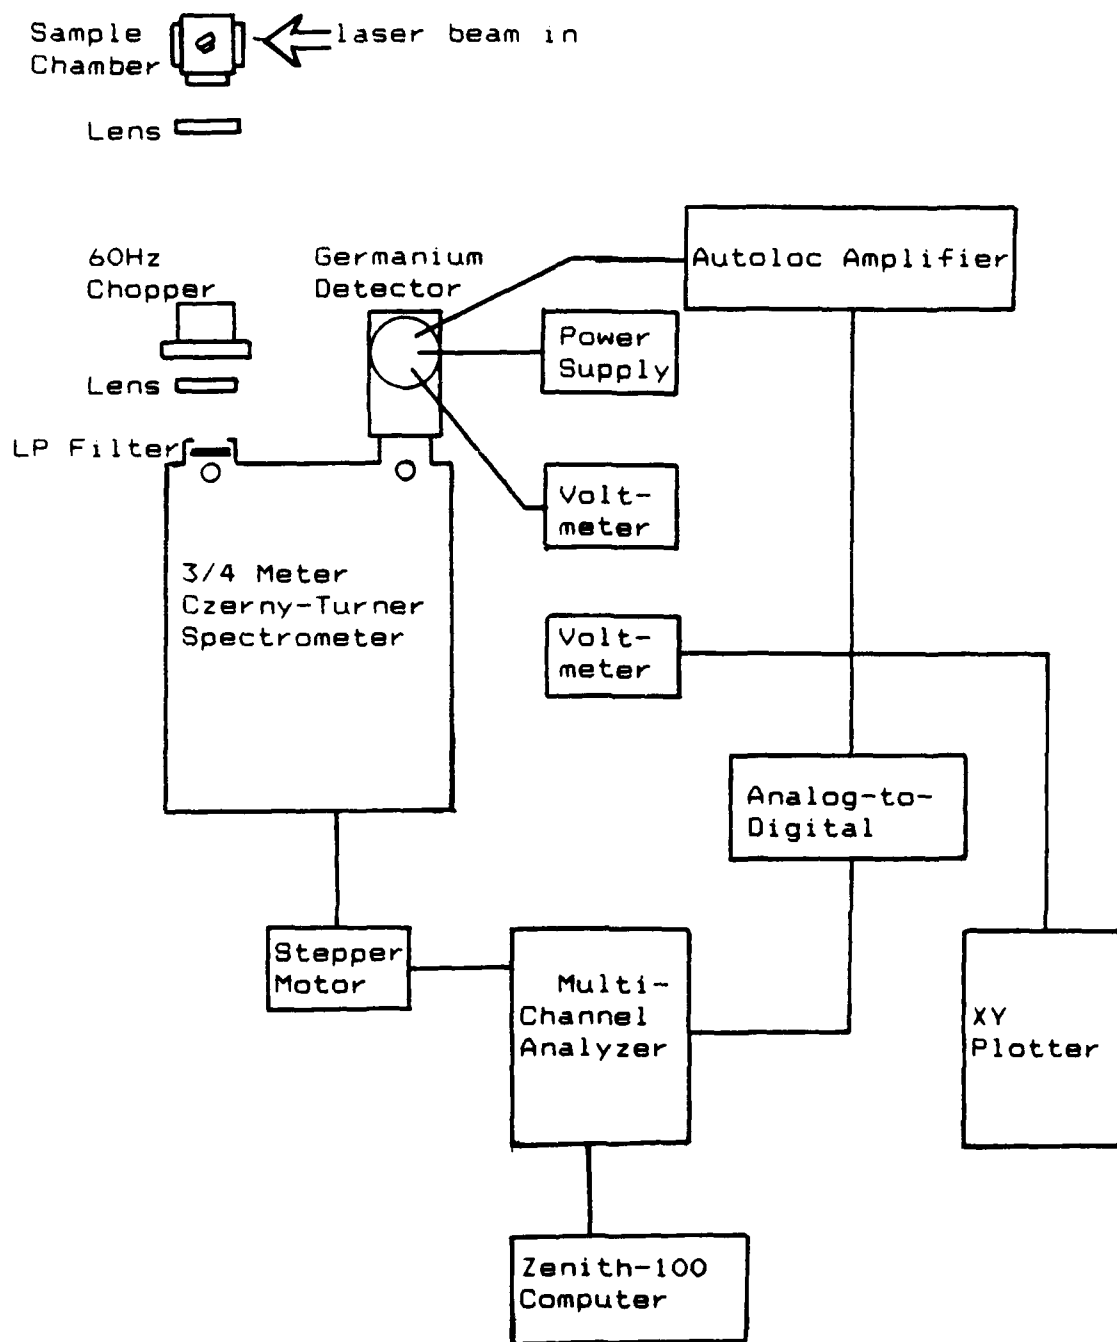 Sample
Chamber
laser beam in
Lens
60Hz
Chopper
Germanium
Detector
Autoloc Amplifier
Power
Supply
Lens
LP Filter
Volt-
meter
3/4 Meter
Czerny-Turner
Spectrometer
Volt-
meter
Analog-to-
Digital
Stepper
Motor
Multi-
Channel
Analyzer
XY
Plotter
Zenith-100
Computer